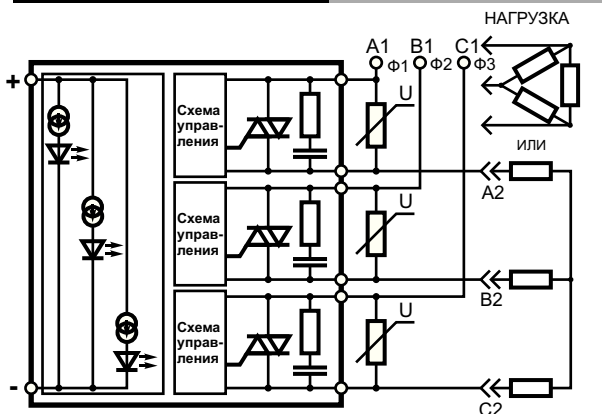 НАГРУЗКА
A1 B1 C1
Ф1 Ф2 Ф3
+
Схема
управ-
ления
U
ИЛИ
A2
Схема
управ-
ления
U
B2
Схема
управ-
ления
U
-
C2